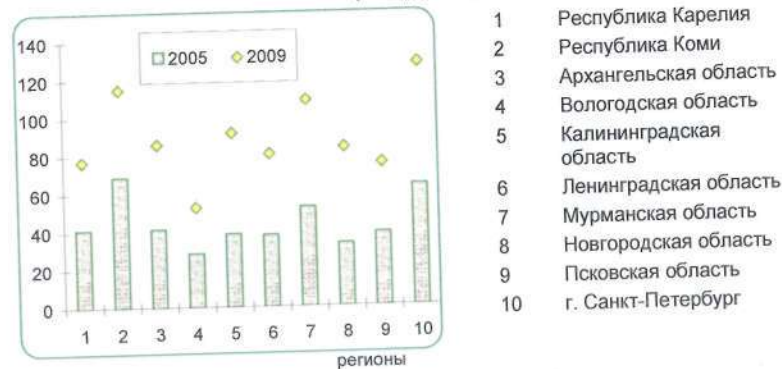 140
120
100
80
60
40
20
0
2005 2009
1 2 3 4 5 6 7 8 9 10
регионы
1 Республика Карелия
2 Республика Коми
3 Архангельская область
4 Вологодская область
5 Калининградская
область
6 Ленинградская область
7 Мурманская область
8 Новгородская область
9 Псковская область
10 г. Санкт-Петербург